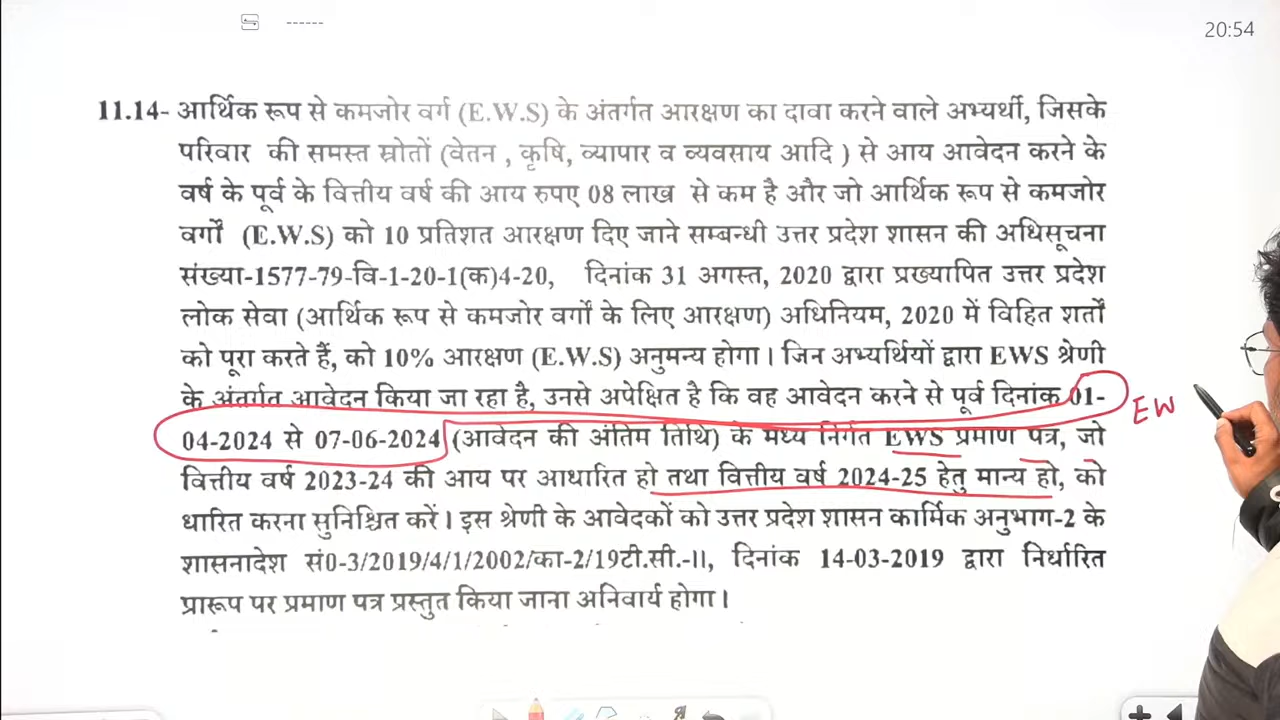 20:54
11.14- आर्थिक रूप से कमजोर वर्ग (E.W.S) के अंतर्गत आरक्षण का दावा करने वाले अभ्यर्थी, जिसके
परिवार की समस्त स्रोतों (वेतन , कृषि, व्यापार व व्यवसाय आदि ) से आय आवेदन करने के
वर्ष के पूर्व के वित्तीय वर्ष की आय रुपए 08 लाख से कम है और जो आर्थिक रूप से कमजोर
वर्गों (E.W.S) को 10 प्रतिशत आरक्षण दिए जाने सम्बन्धी उत्तर प्रदेश शासन की अधिसूचना
संख्या-1577-79-वि-1-20-1(क)4-20, दिनांक 31 अगस्त, 2020 द्वारा प्रख्यापित उत्तर प्रदेश
लोक सेवा (आर्थिक रूप से कमजोर वर्गों के लिए आरक्षण) अधिनियम, 2020 में विहित शर्तों
को पूरा करते हैं, को 10% आरक्षण (E.W.S) अनुमन्य होगा। जिन अभ्यर्थियों द्वारा EWS श्रेणी
के अंतर्गत आवेदन किया जा रहा है, उनसे अपेक्षित है कि वह आवेदन करने से पूर्व दिनांक 01-
EW
04-2024 से 07-06-2024 (आवेदन की अंतिम तिथि) के मध्य निर्गत EWS प्रमाण पत्र, जो
वित्तीय वर्ष 2023-24 की आय पर आधारित हो तथा वित्तीय वर्ष 2024-25 हेतु मान्य हो, को
धारित करना सुनिश्चित करें। इस श्रेणी के आवेदकों को उत्तर प्रदेश शासन कार्मिक अनुभाग-2 के
शासनादेश सं0-3/2019/4/1/2002/का-2/19टी.सी.-II, दिनांक 14-03-2019 द्वारा निर्धारित
प्रारूप पर प्रमाण पत्र प्रस्तुत किया जाना अनिवार्य होगा।